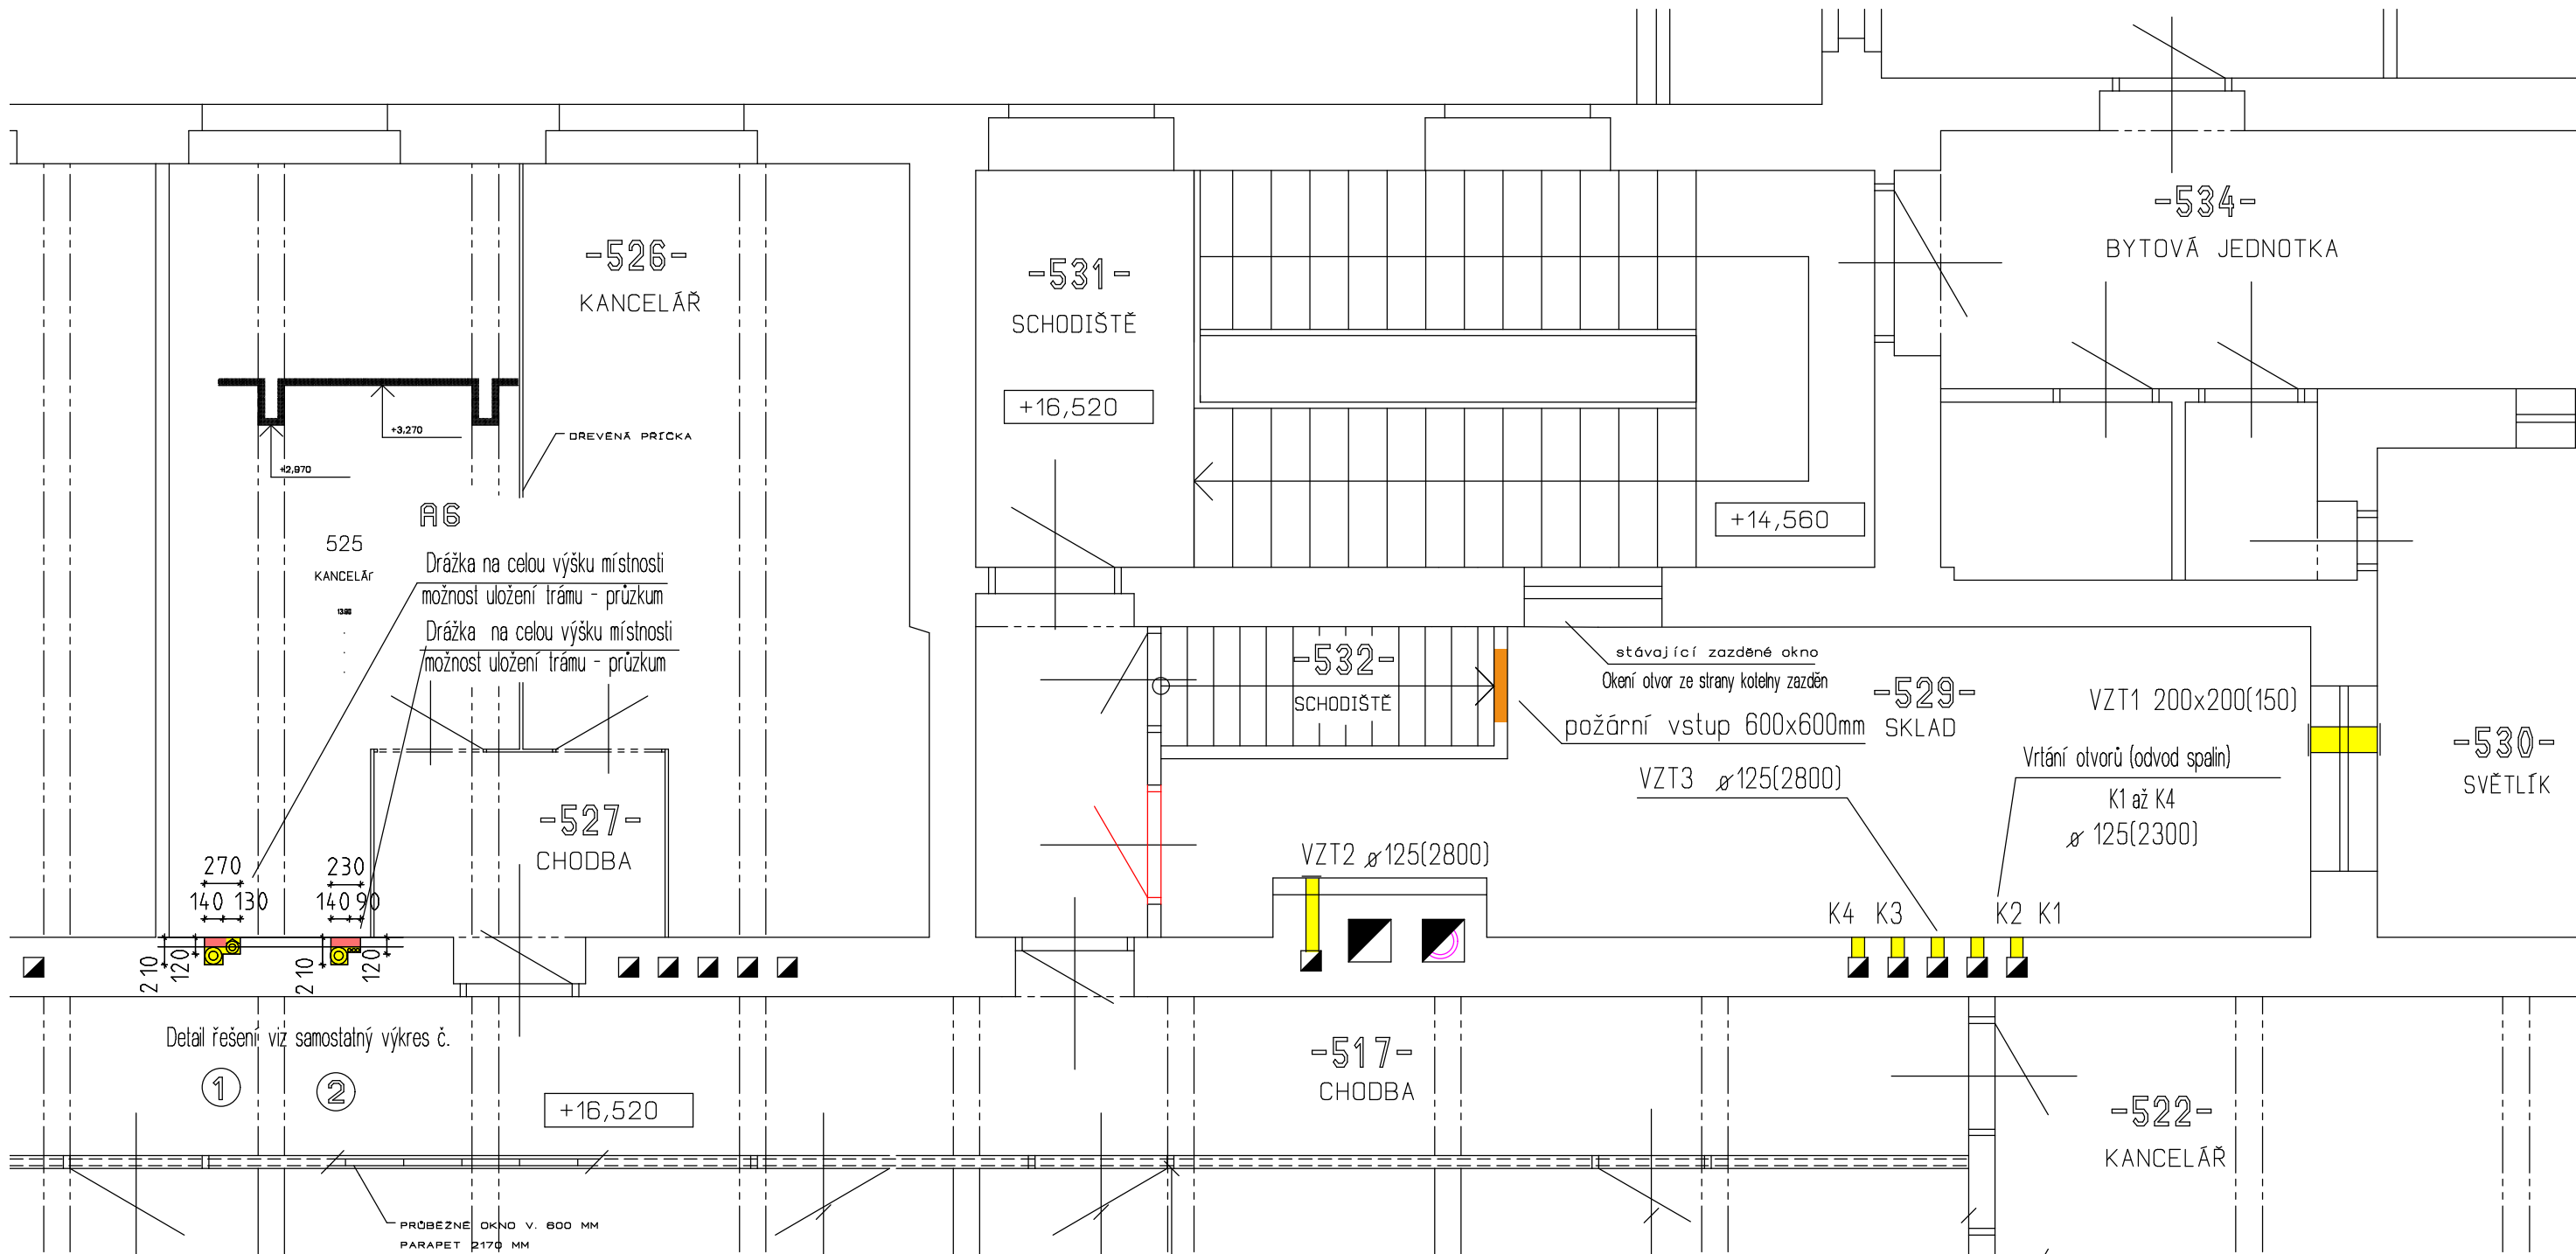 -534-
BYTOVÁ JEDNOTKA
-526-
KANCELÁŘ
-531-
SCHODIŠTĚ
+16,520
+3,270
+2,970
DŘEVĚNÁ PŘÍČKA
A6
525
KANCELÁř
Drážka na celou výšku místnosti
možnost uložení trámu - průzkum
Drážka na celou výšku místnosti
možnost uložení trámu - průzkum
+14,560
-532-
SCHODIŠTĚ
stávající zazděné okno
Okení otvor ze strany kotelny zazděn
požární vstup 600x600mm
-529-
SKLAD
VZT1 200x200(150)
-530-
SVĚTLÍK
Vrtání otvorů (odvod spalin)
K1 až K4
ø 125(2300)
VZT3 ø125(2800)
VZT2 ø125(2800)
-527-
CHODBA
270
140 130
230
140 90
210
120
210
120
K4 K3 K2 K1
Detail řešení viz samostatný výkres č.
1
2
+16,520
-517-
CHODBA
-522-
KANCELÁŘ
PRŮBĚŽNÉ OKNO V. 600 MM
PARAPET 2170 MM